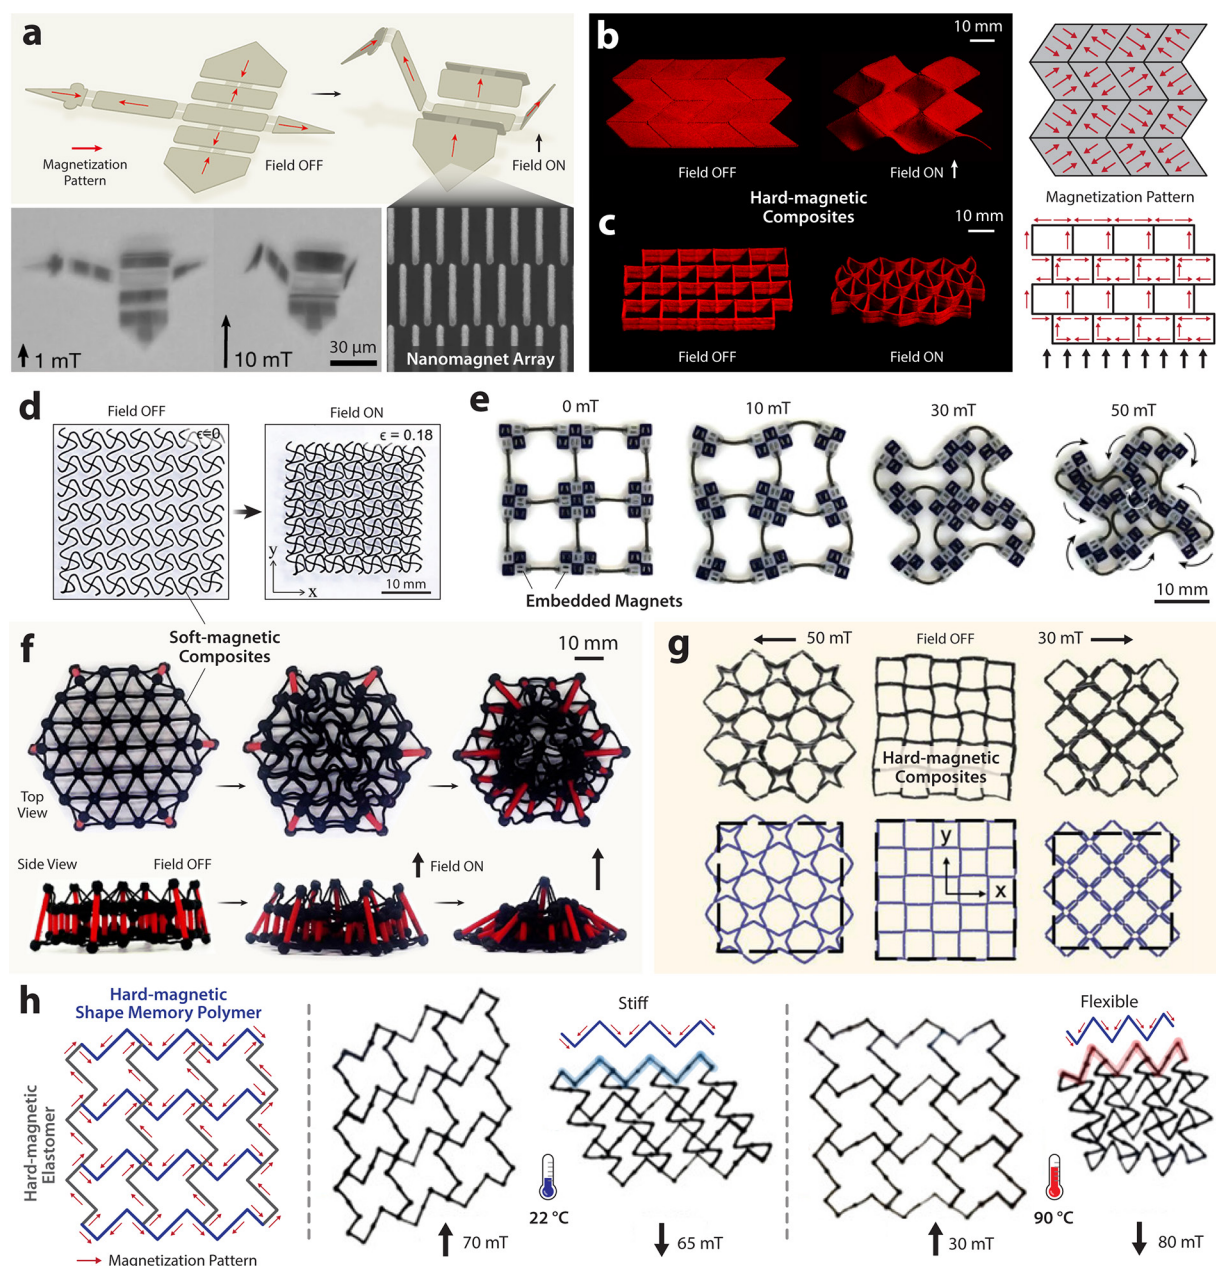 a
Magnetization
Pattern
Field OFF
Field ON
1 mT
10 mT
30 µm
Nanomagnet Array
b
10 mm
Field OFF
Field ON
Hard-magnetic
Composites
Magnetization Pattern
c
10 mm
Field OFF
Field ON
d
Field OFF
Field ON
ϵ=0
ϵ = 0.18
y
x
10 mm
e
0 mT
10 mT
30 mT
50 mT
Embedded Magnets
10 mm
Soft-magnetic
Composites
f
10 mm
Top
View
Side View
Field OFF
Field ON
g
50 mT
Field OFF
30 mT
Hard-magnetic
Composites
y
x
h
Hard-magnetic
Shape Memory Polymer
Hard-magnetic
Elastomer
Magnetization Pattern
Stiff
22 °C
70 mT
65 mT
Flexible
90 °C
30 mT
80 mT